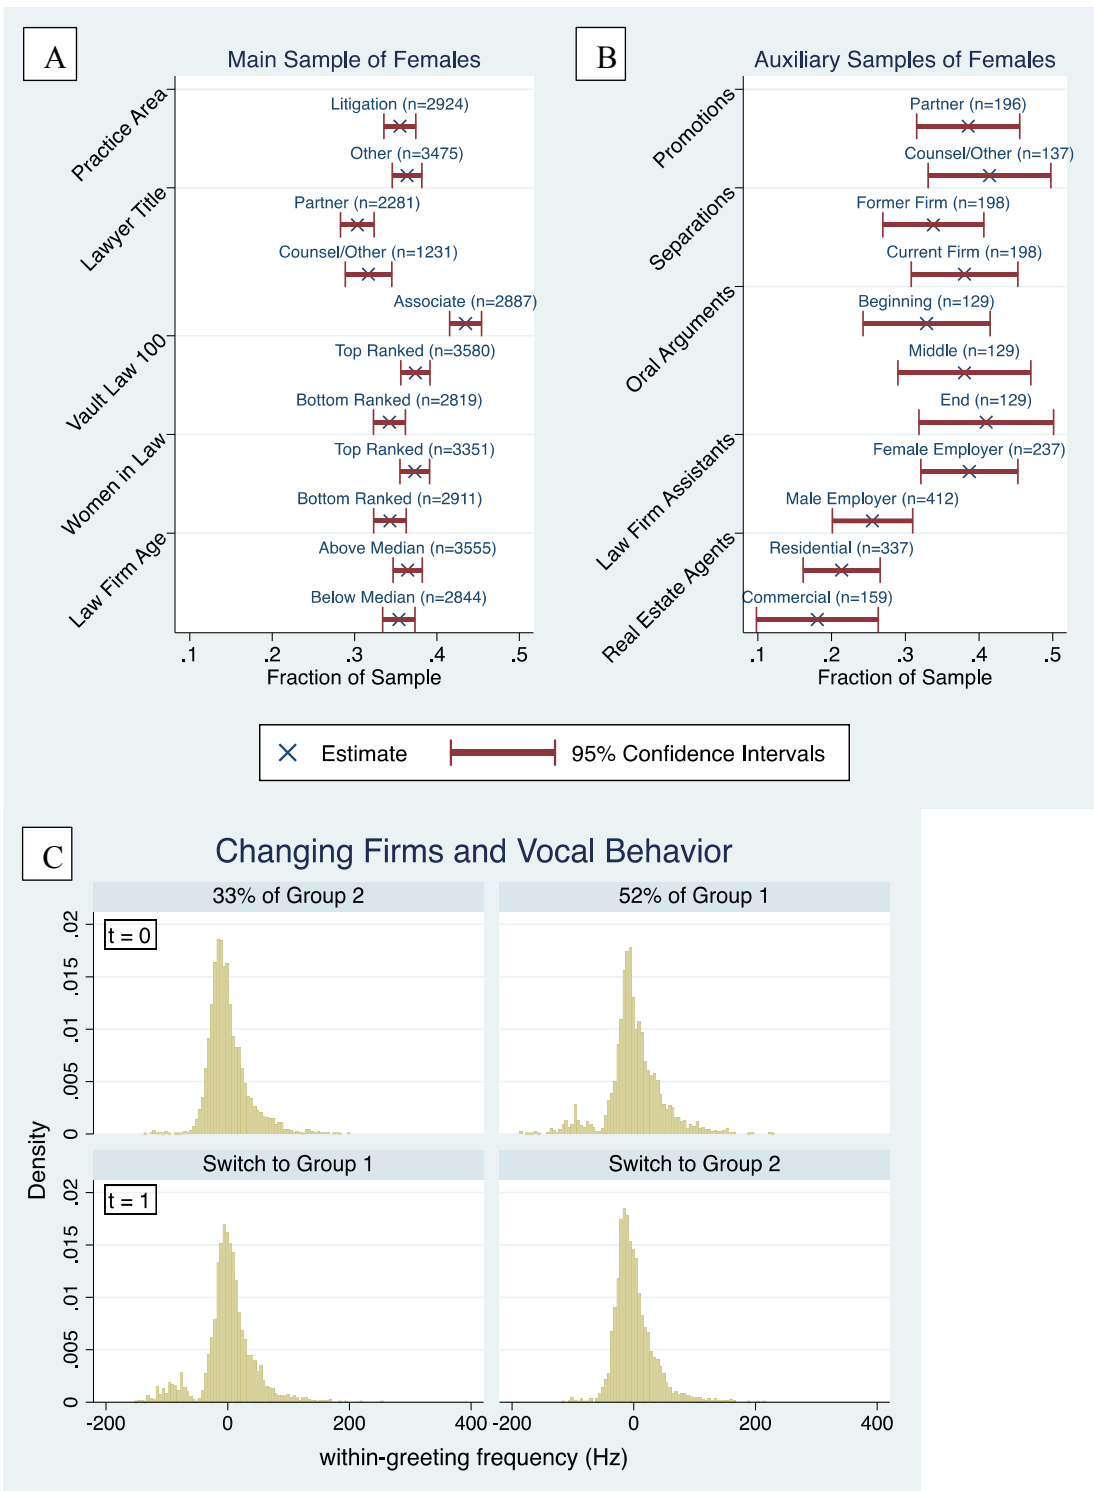 A
Main Sample of Females
Practice Area
Litigation (n=2924)
Other (n=3475)
Lawyer Title
Partner (n=2281)
Counsel/Other (n=1231)
Associate (n=2887)
Vault Law 100
Top Ranked (n=3580)
Bottom Ranked (n=2819)
Women in Law
Top Ranked (n=3351)
Bottom Ranked (n=2911)
Law Firm Age
Above Median (n=3555)
Below Median (n=2844)
.1 .2 .3 .4 .5
Fraction of Sample
B
Auxiliary Samples of Females
Promotions
Partner (n=196)
Counsel/Other (n=137)
Separations
Former Firm (n=198)
Current Firm (n=198)
Oral Arguments
Beginning (n=129)
Middle (n=129)
End (n=129)
Law Firm Assistants
Female Employer (n=237)
Male Employer (n=412)
Real Estate Agents
Residential (n=337)
Commercial (n=159)
.1 .2 .3 .4 .5
Fraction of Sample
Estimate
95% Confidence Intervals
C
Changing Firms and Vocal Behavior
33% of Group 2
52% of Group 1
t = 0
.02
.015
.01
.005
0
Switch to Group 1
Switch to Group 2
t = 1
.02
.015
.01
.005
0
Density
-200 0 200 400
-200 0 200 400
within-greeting frequency (Hz)